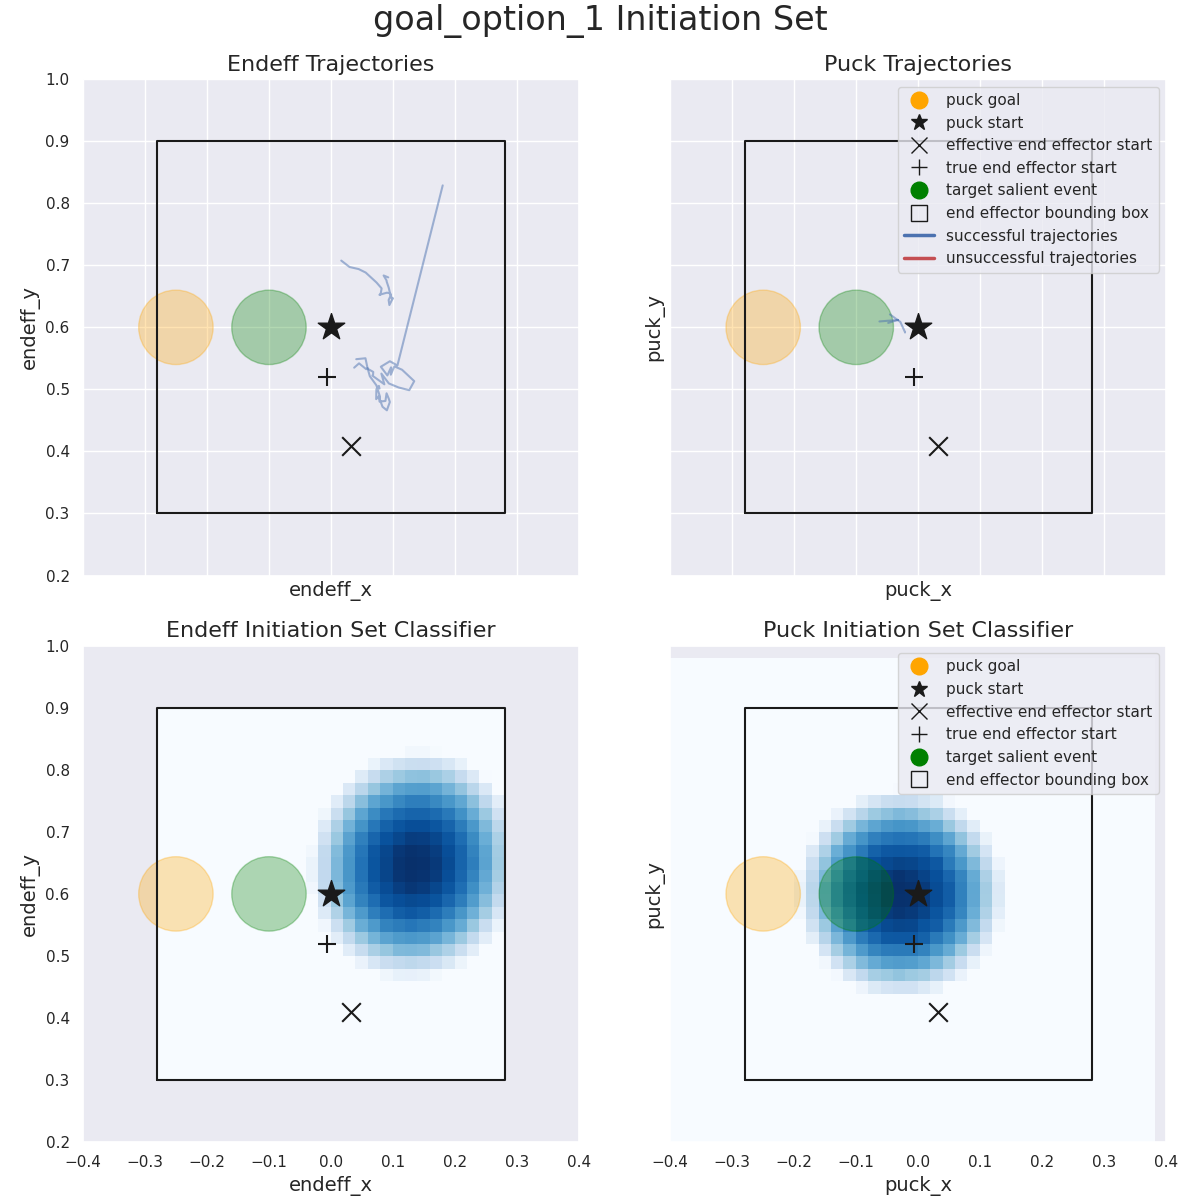 goal_option_1 Initiation Set
Endeff Trajectories
Puck Trajectories
1.0
0.9
0.8
0.7
0.6
0.5
0.4
0.3
0.2
endeff_y
endeff_x
puck_y
puck_x
puck goal
puck start
effective end effector start
true end effector start
target salient event
end effector bounding box
successful trajectories
unsuccessful trajectories
Endeff Initiation Set Classifier
Puck Initiation Set Classifier
1.0
0.9
0.8
0.7
0.6
0.5
0.4
0.3
0.2
endeff_y
−0.4 −0.3 −0.2 −0.1 0.0 0.1 0.2 0.3 0.4
endeff_x
puck_y
puck goal
puck start
effective end effector start
true end effector start
target salient event
end effector bounding box
−0.4 −0.3 −0.2 −0.1 0.0 0.1 0.2 0.3 0.4
puck_x